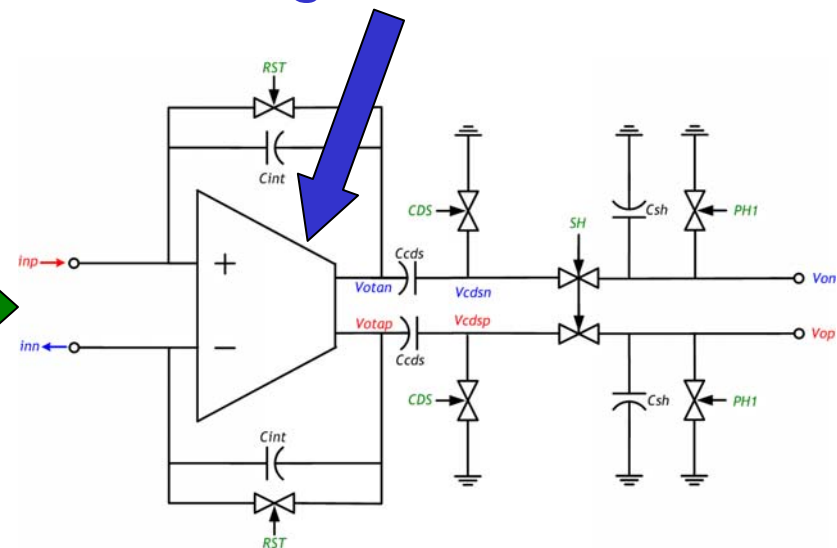 RST
Cint
CDS
SH
Csh
PH1
Ccds
inp
+
Votan
Vcdsn
Von
Votap
Vcdsp
Vop
inn
−
Ccds
CDS
Csh
PH1
Cint
RST